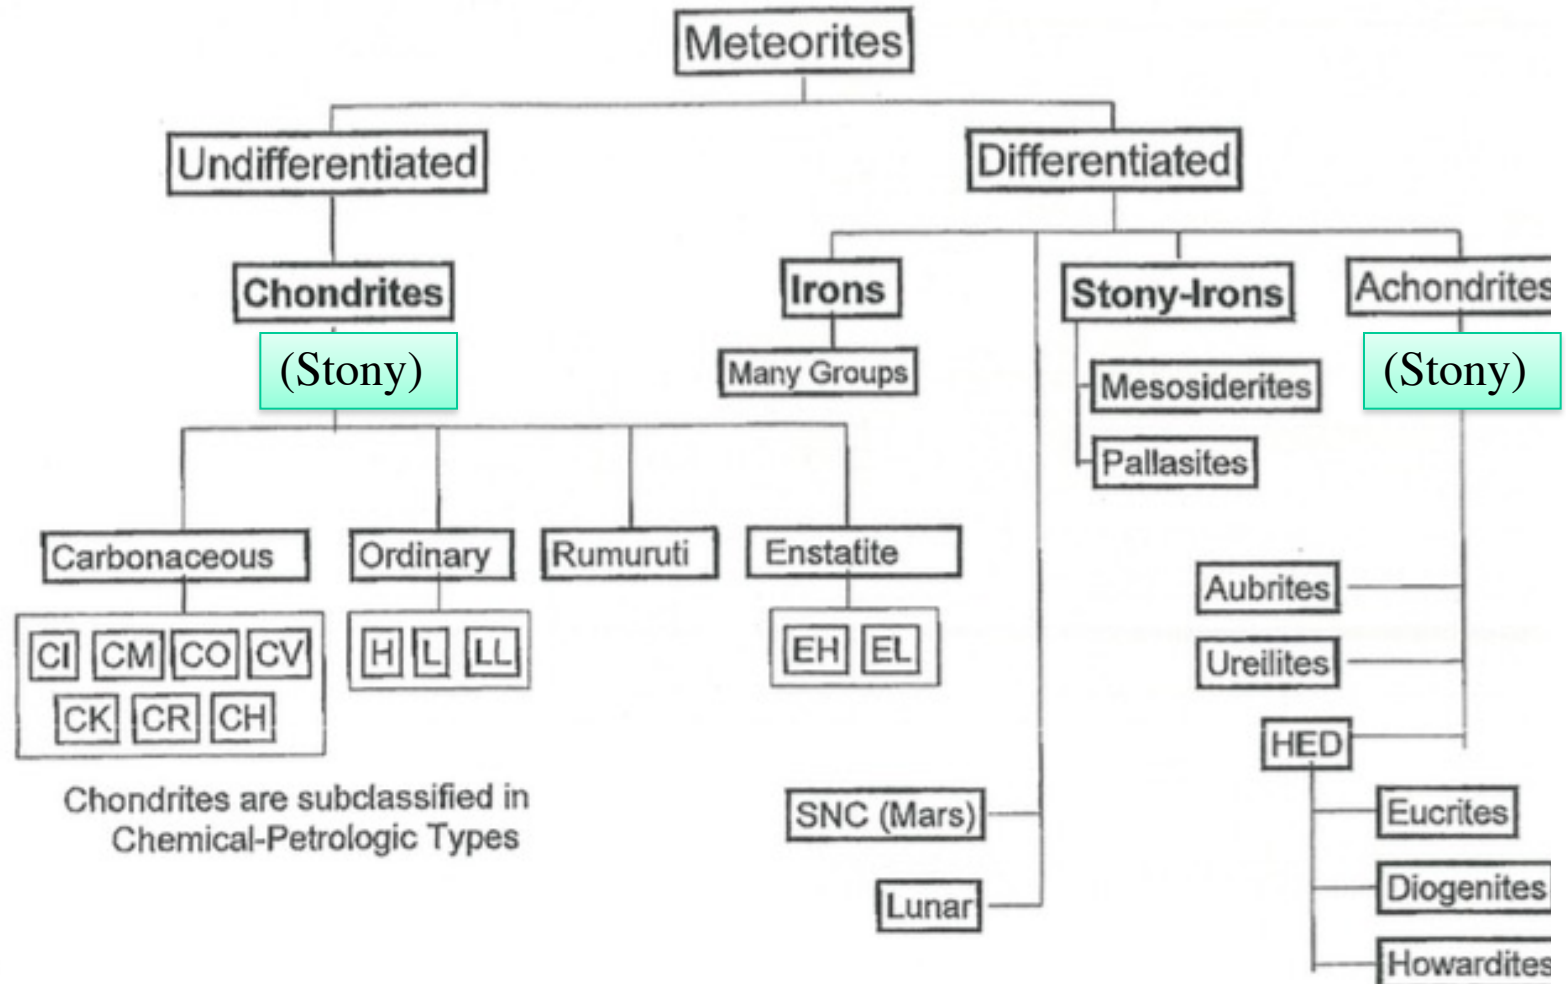 Meteorites
Undifferentiated
Differentiated
Chondrites
Irons
Stony-Irons
Achondrites
(Stony)
Many Groups
Mesosiderites
(Stony)
Pallasites
Carbonaceous
Ordinary
Rumuruti
Enstatite
Aubrites
CI CM CO CV
H L LL
EH EL
Ureilites
CK CR CH
HED
Chondrites are subclassified in
Chemical-Petrologic Types
SNC (Mars)
Eucrites
Diogenites
Lunar
Howardites